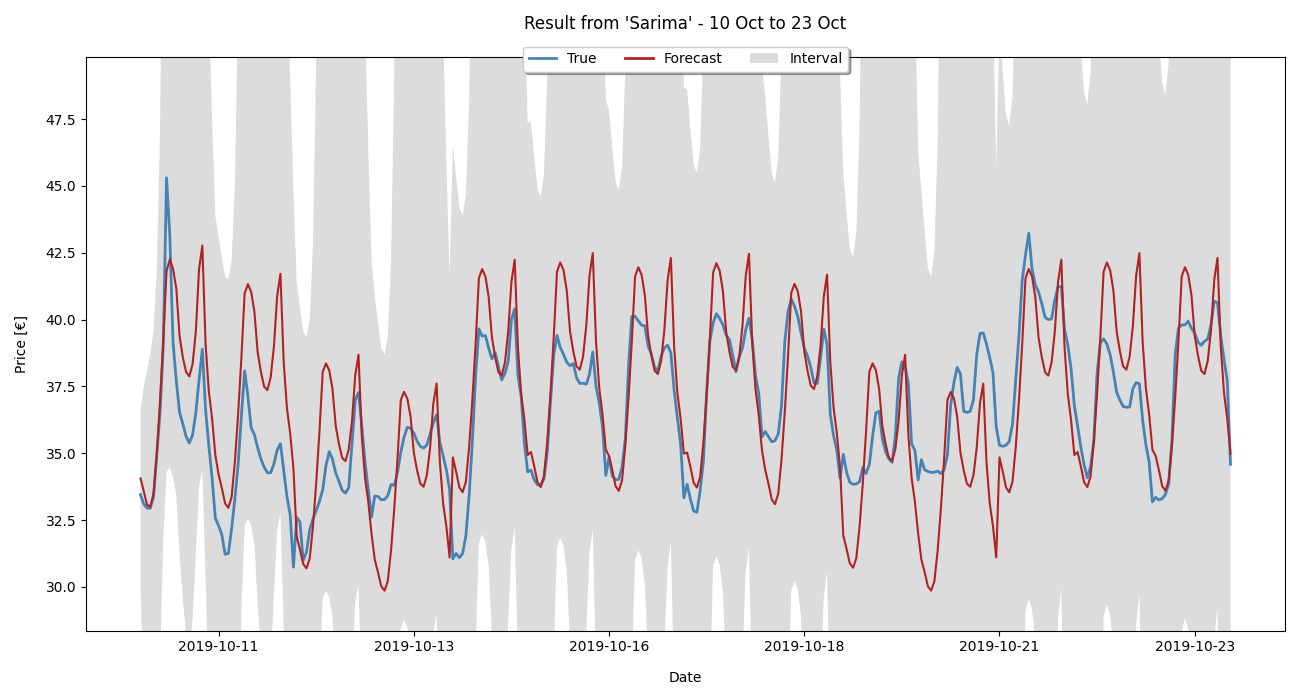 Result from 'Sarima' - 10 Oct to 23 Oct
True Forecast Interval
Price [€]
47.5
45.0
42.5
40.0
37.5
35.0
32.5
30.0
2019-10-11 2019-10-13 2019-10-16 2019-10-18 2019-10-21 2019-10-23
Date